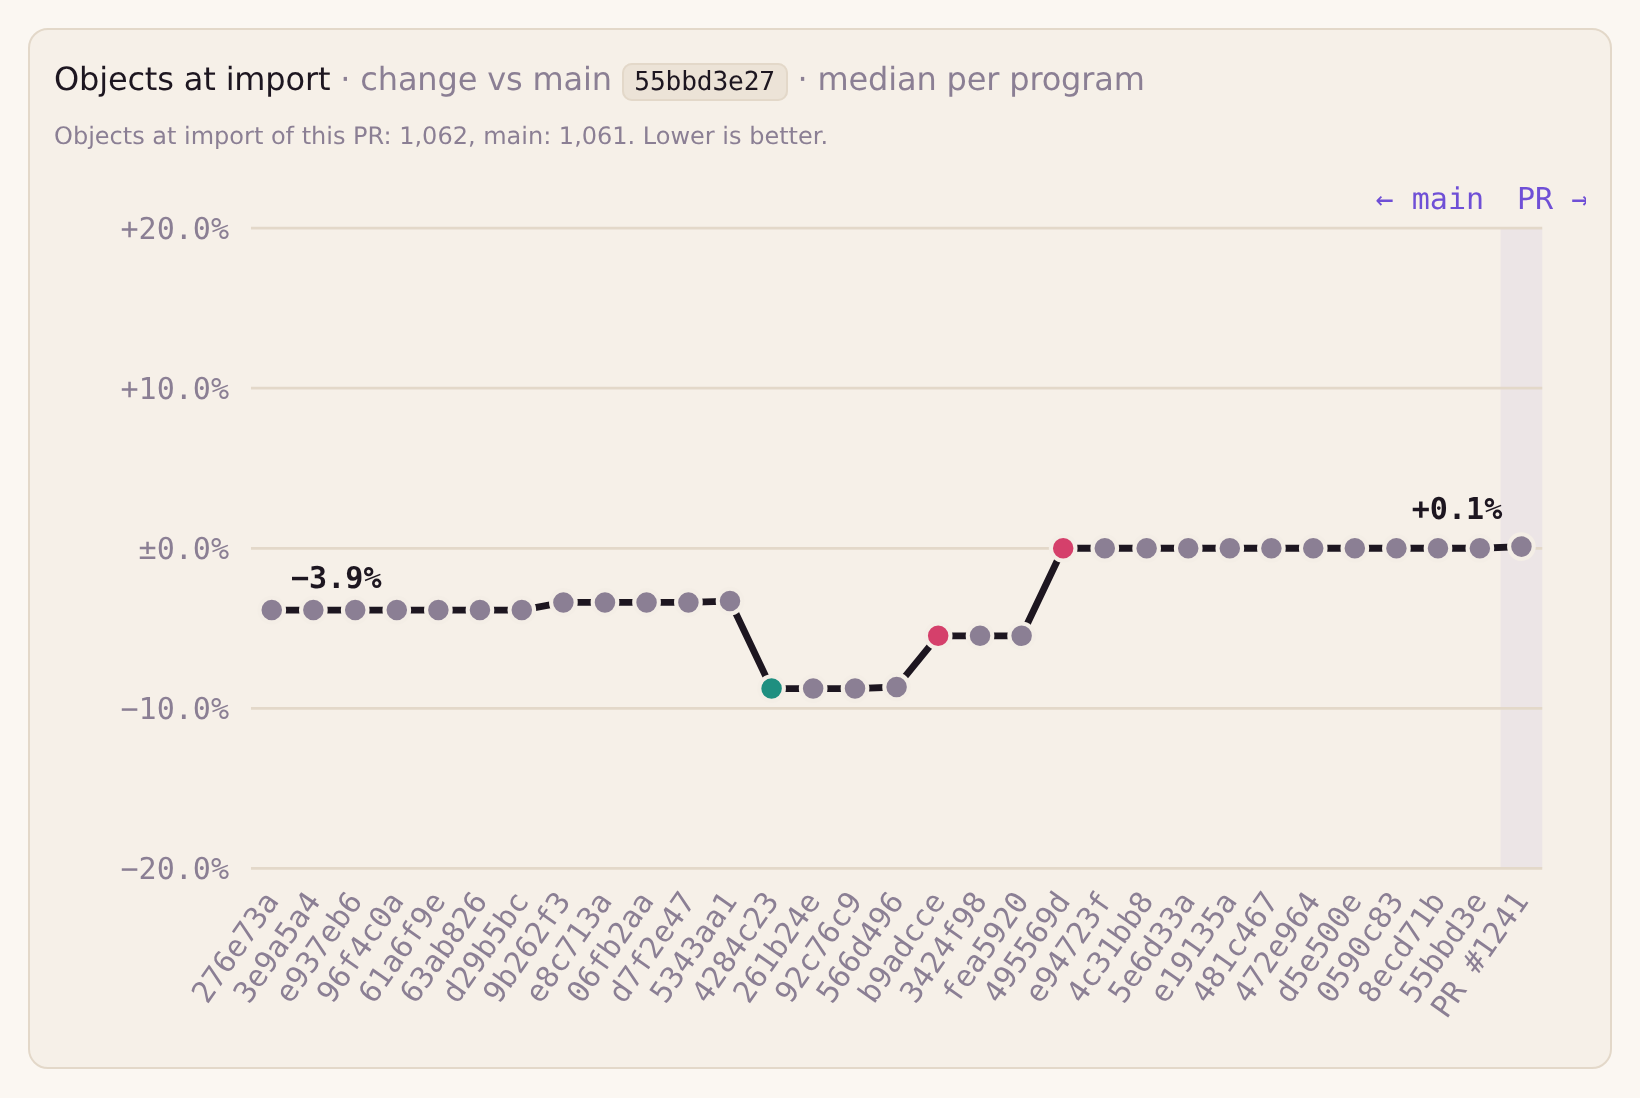 Objects at import · change vs main 55bbd3e27 · median per program
Objects at import of this PR: 1,062, main: 1,061. Lower is better.
← main PR →
+20.0%
+10.0%
±0.0%
−10.0%
−20.0%
−3.9%
+0.1%
276e73a
3e9a5a4
e937eb6
96f4c0a
61a6f9e
63ab826
d29b5bc
9b262f3
e8c713a
06fb2aa
d7f2e47
5343aa1
4284c23
261b24e
92c76c9
566d496
b9adcce
3424f98
fea5920
495569d
e94723f
4c31bb8
5e6d33a
e19135a
481c467
472e964
d5e500e
0590c83
8ecd71b
55bbd3e
PR #1241